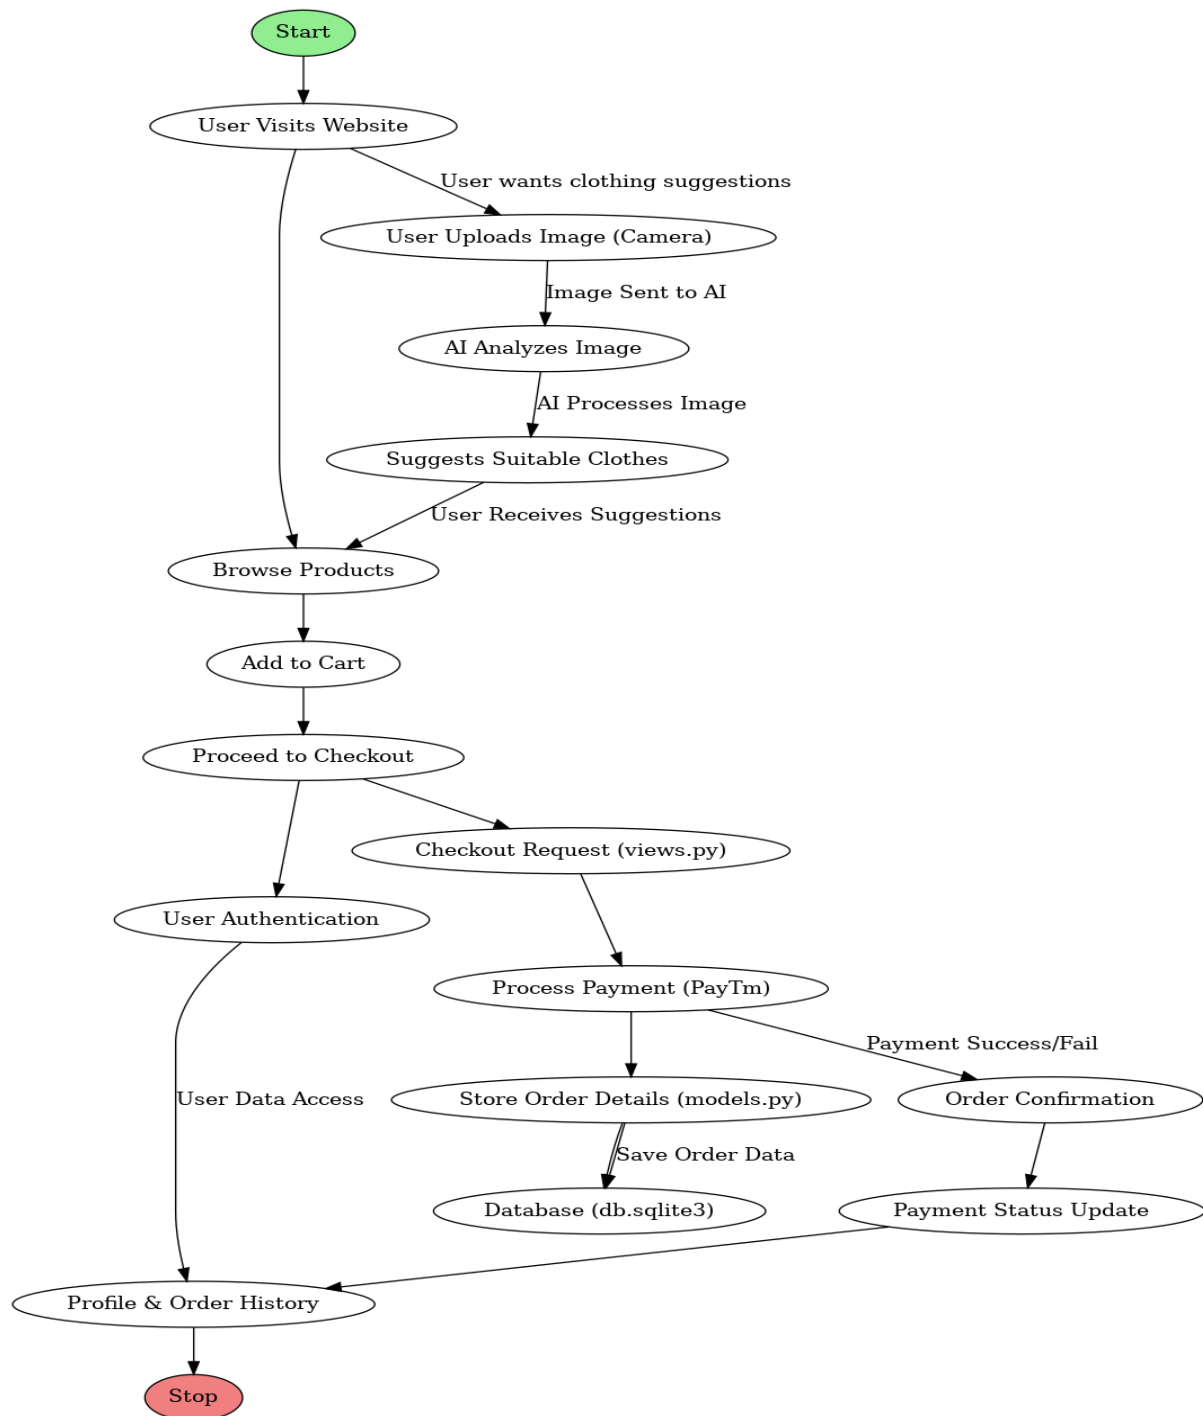 Start
User Visits Website
User wants clothing suggestions
User Uploads Image (Camera)
Image Sent to AI
AI Analyzes Image
AI Processes Image
Suggests Suitable Clothes
User Receives Suggestions
Browse Products
Add to Cart
Proceed to Checkout
Checkout Request (views.py)
User Authentication
Process Payment (PayTm)
Payment Success/Fail
User Data Access
Store Order Details (models.py)
Order Confirmation
Save Order Data
Database (db.sqlite3)
Payment Status Update
Profile & Order History
Stop